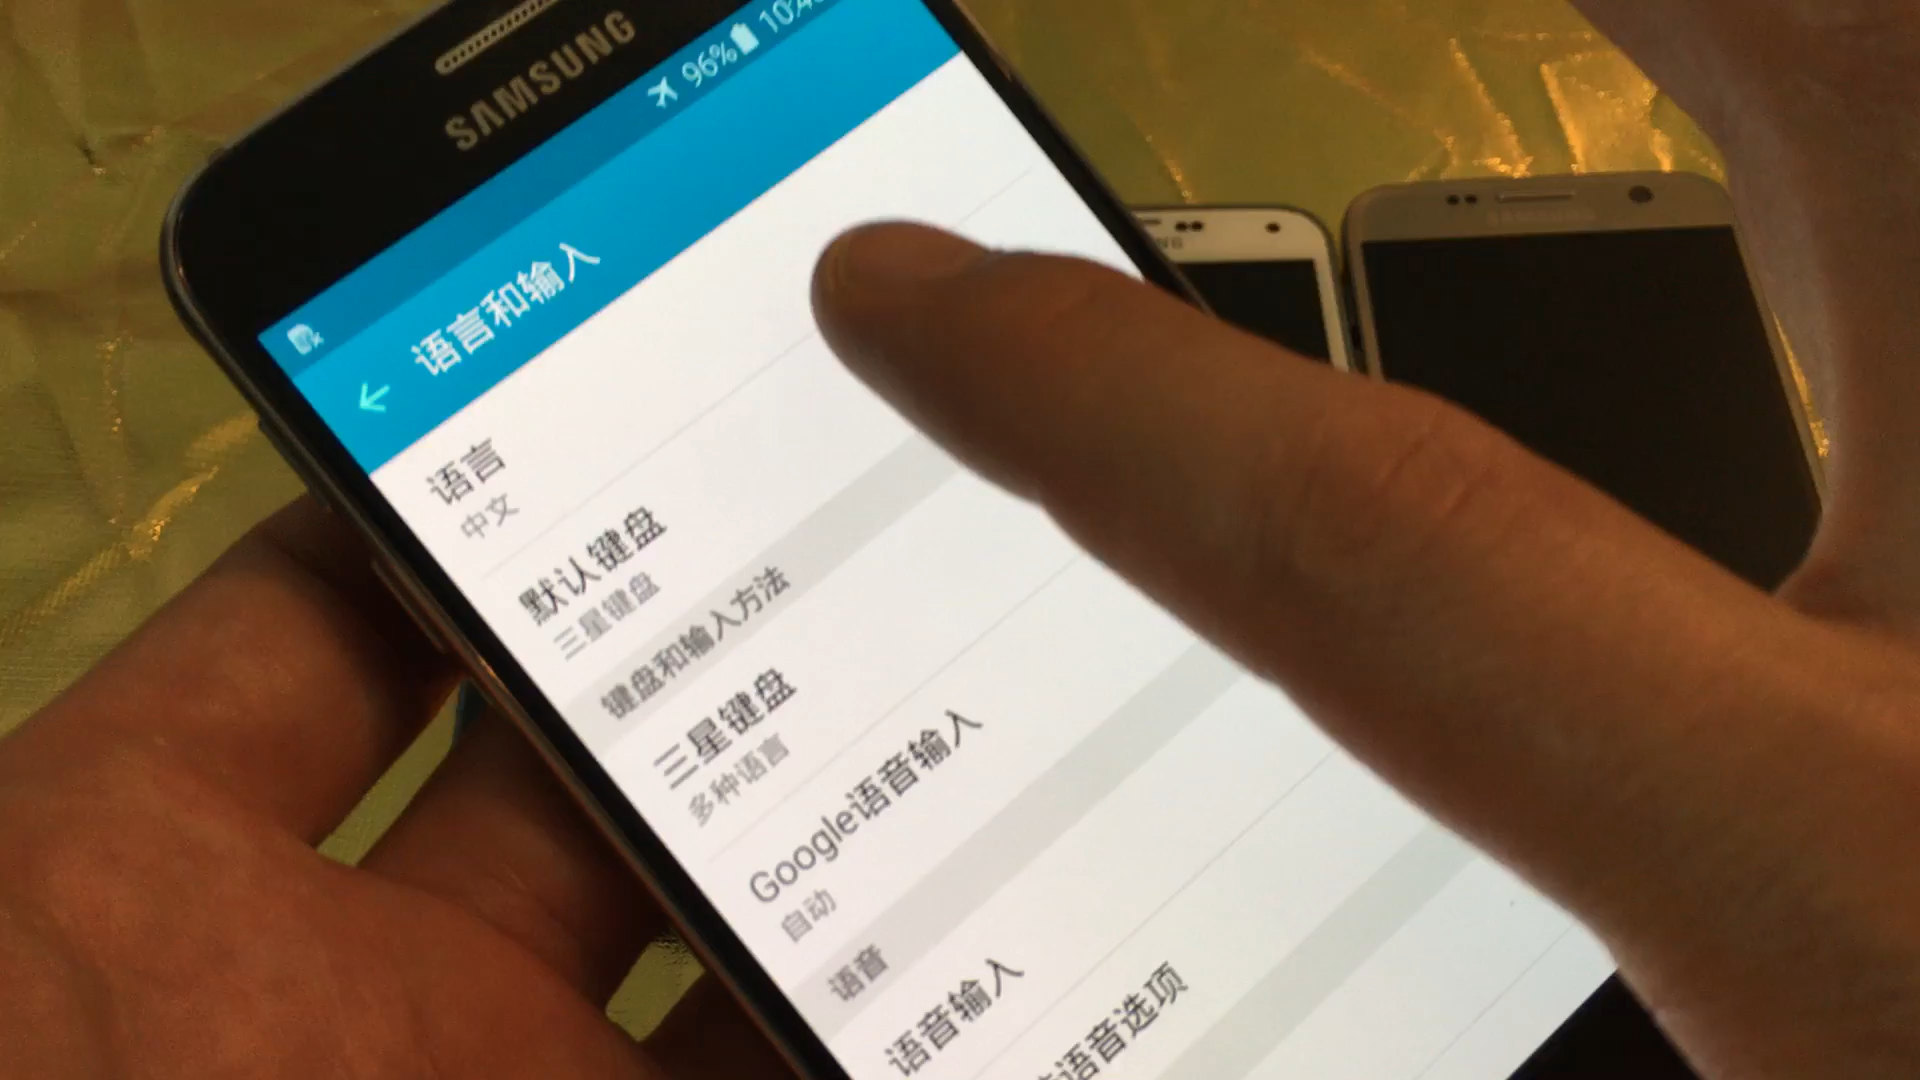 SAMSUNG
96%
语言和输入
语言
中文
默认键盘
三星键盘
键盘和输入方法
三星键盘
多种语言
Google语音输入
自动
语音
语音输入
语音选项